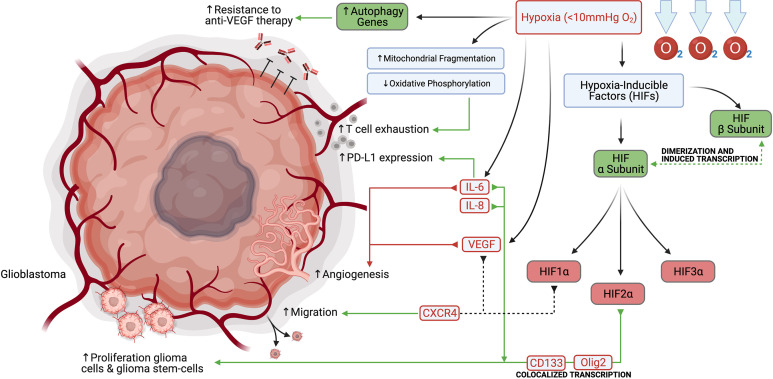 ↑Resistance to
anti-VEGF therapy
↑Autophagy
Genes
Hypoxia (<10mmHg O₂)
O₂ O₂ O₂
↑Mitochondrial Fragmentation
↓Oxidative Phosphorylation
Hypoxia-Inducible
Factors (HIFs)
HIF
β Subunit
↑T cell exhaustion
DIMERIZATION AND
INDUCED TRANSCRIPTION
↑PD-L1 expression
HIF
α Subunit
IL-6
IL-8
VEGF
Glioblastoma
↑Angiogenesis
HIF1α
HIF3α
HIF2α
↑Migration
CXCR4
↑Proliferation glioma
cells & glioma stem-cells
CD133
Olig2
COLOCALIZED TRANSCRIPTION